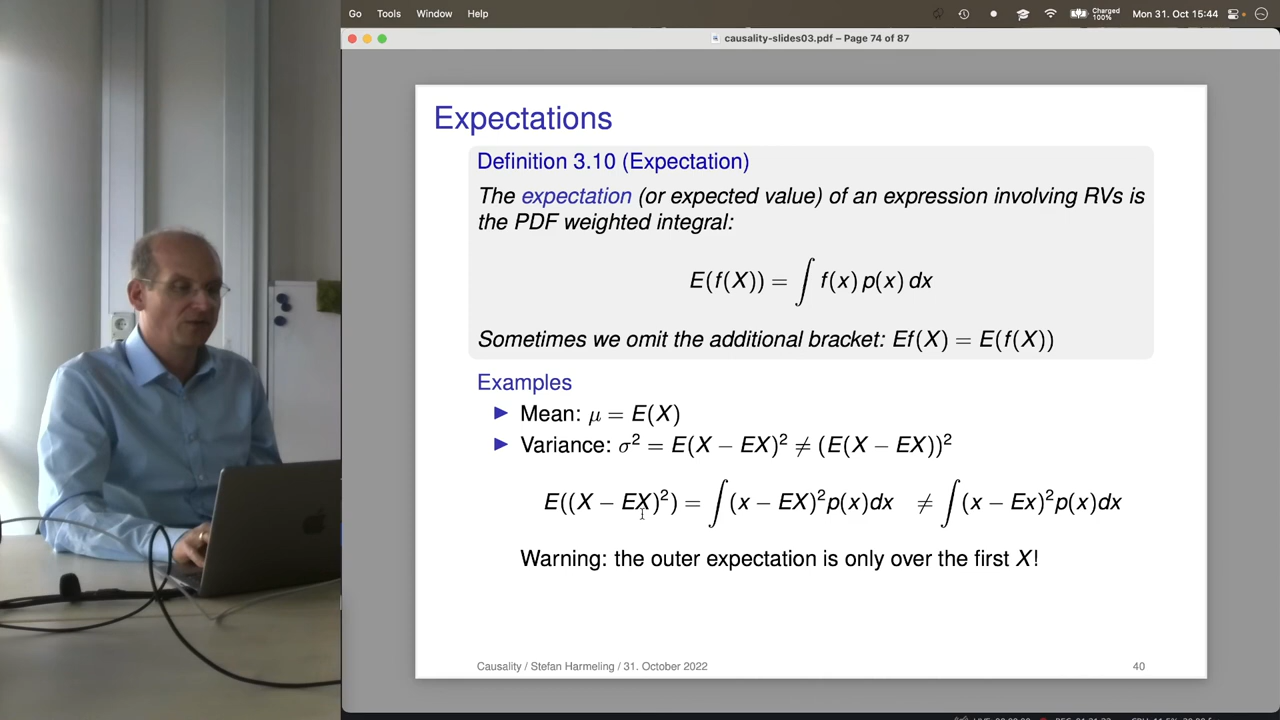 Go Tools Window Help
Charged
100%
Mon 31. Oct 15:44
causality-slides03.pdf – Page 74 of 87
Expectations
Definition 3.10 (Expectation)
The expectation (or expected value) of an expression involving RVs is
the PDF weighted integral:
E(f(X)) = ∫ f(x) p(x) dx
Sometimes we omit the additional bracket: Ef(X) = E(f(X))
Examples
▶ Mean: μ = E(X)
▶ Variance: σ² = E(X − EX)² ≠ (E(X − EX))²
E((X − EX)²) = ∫(x − EX)²p(x)dx ≠ ∫(x − Ex)²p(x)dx
Warning: the outer expectation is only over the first X!
Causality / Stefan Harmeling / 31. October 2022
40